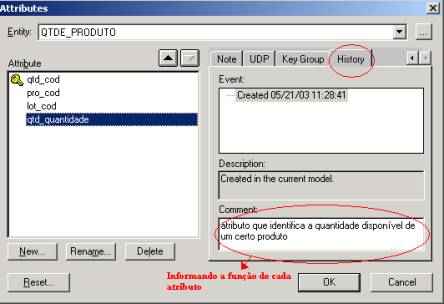 Attributes
Entity: QTDE_PRODUTO
...
Attribute
qtd_cod
pro_cod
lot_cod
qtd_quantidade
New...
Rename...
Delete
Reset...
Note
UDP
Key Group
History
Event:
Created 05/21/03 11:28:41
Description:
Created in the current model.
Comment:
atributo que identifica a quantidade disponível de
um certo produto
Informando a função de cada
atributo
OK
Cancel